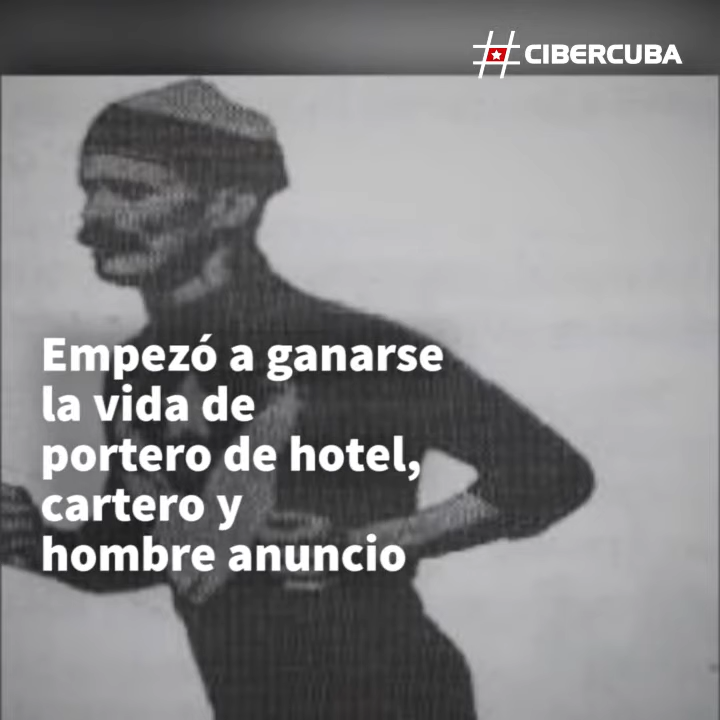 #CIBERCUBA
Empezó a ganarse
la vida de
portero de hotel,
cartero y
hombre anuncio